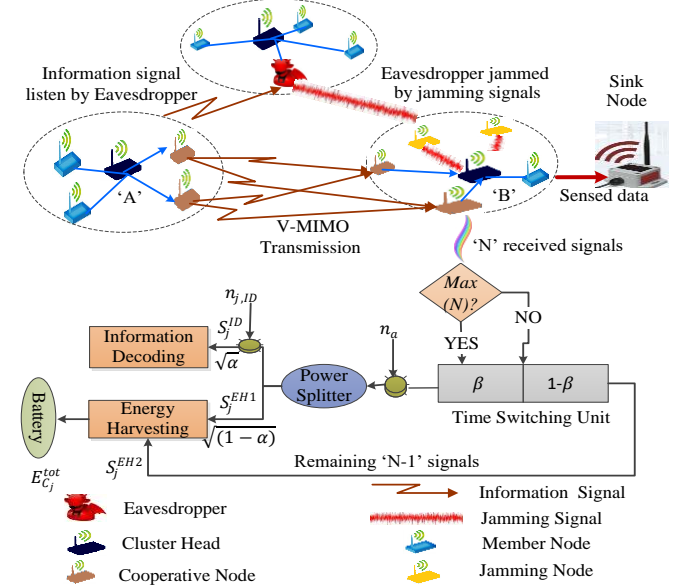 Information signal
listen by Eavesdropper
Eavesdropper jammed
by jamming signals
Sink
Node
‘A’
‘B’
Sensed data
V-MIMO
Transmission
‘N’ received signals
Max
(N)?
YES
NO
n_{j,ID}
S_j^{ID}
n_a
Information
Decoding
√α
Power
Splitter
β
1-β
Time Switching Unit
Battery
Energy
Harvesting
S_j^{EH1}
√(1 − α)
S_j^{EH2}
Remaining ‘N-1’ signals
E_{C_j}^{tot}
Eavesdropper
Information Signal
Jamming Signal
Cluster Head
Member Node
Cooperative Node
Jamming Node